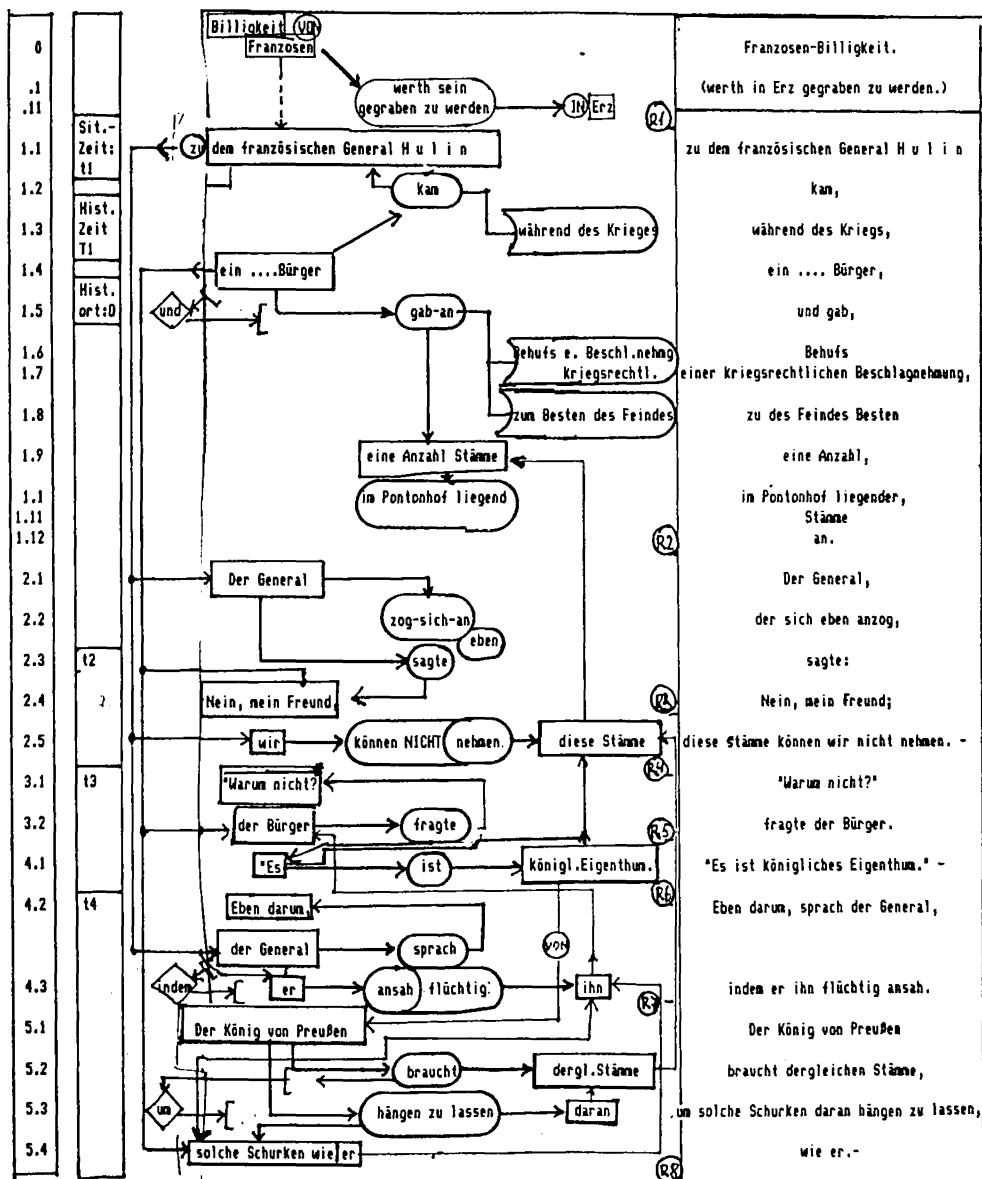 Billigkeit VON
0 Franzosen Franzosen-Billigkeit.
.1 werth sein (werth in Erz gegraben zu werden.)
.11 gegraben zu werden IN Erz
R1
Sit.-
1.1 Zeit: zu dem französischen General H u l i n zu dem französischen General H u l i n
t1
1.2 kam kam,
Hist.
1.3 Zeit während des Krieges während des Kriegs,
T1
1.4 ein ....Bürger ein .... Bürger,
Hist.
1.5 ort:O und gab-an und gab,
1.6 Behufs e. Beschl.nehmg Behufs
1.7 kriegsrechtl. einer kriegsrechtlichen Beschlagnehmung,
1.8 zum Besten des Feindes zu des Feindes Besten
1.9 eine Anzahl Stämme eine Anzahl,
1.1 im Pontonhof liegend im Pontonhof liegender,
1.11 Stämme
1.12 R2 an.
2.1 Der General Der General,
2.2 zog-sich-an der sich eben anzog,
eben
2.3 t2 sagte sagte:
2.4 Nein, mein Freund, Nein, mein Freund;
2.5 wir können NICHT nehmen. diese Stämme diese Stämme können wir nicht nehmen. -
R4
3.1 t3 "Warum nicht? "Warum nicht?"
3.2 der Bürger fragte R5 fragte der Bürger.
4.1 "Es ist königl.Eigenthum. "Es ist königliches Eigenthum." -
R6
4.2 t4 Eben darum, Eben darum, sprach der General,
der General sprach VON
4.3 indem er ansah flüchtig. ihn indem er ihn flüchtig ansah.
R7
5.1 Der König von Preußen Der König von Preußen
5.2 braucht dergl.Stämme braucht dergleichen Stämme,
5.3 um hängen zu lassen daran um solche Schurken daran hängen zu lassen,
5.4 solche Schurken wie er wie er.-
R8